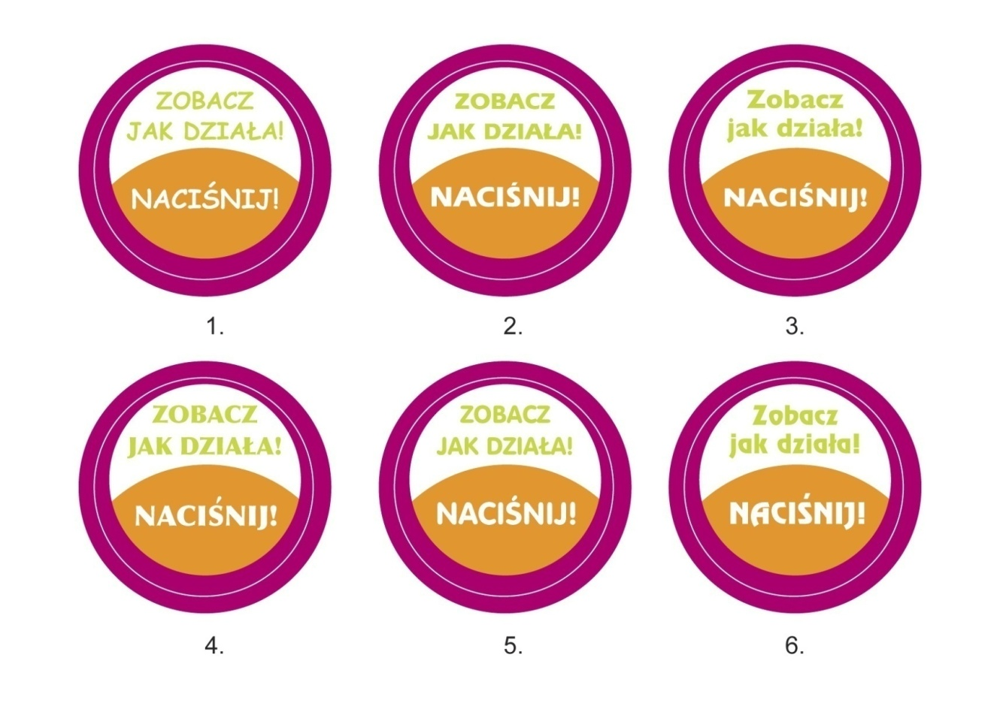 ZOBACZ
JAK DZIAŁA!
NACIŚNIJ!
1.
ZOBACZ
JAK DZIAŁA!
NACIŚNIJ!
2.
Zobacz
jak działa!
NACIŚNIJ!
3.
ZOBACZ
JAK DZIAŁA!
NACIŚNIJ!
4.
ZOBACZ
JAK DZIAŁA!
NACIŚNIJ!
5.
Zobacz
jak działa!
NACIŚNIJ!
6.